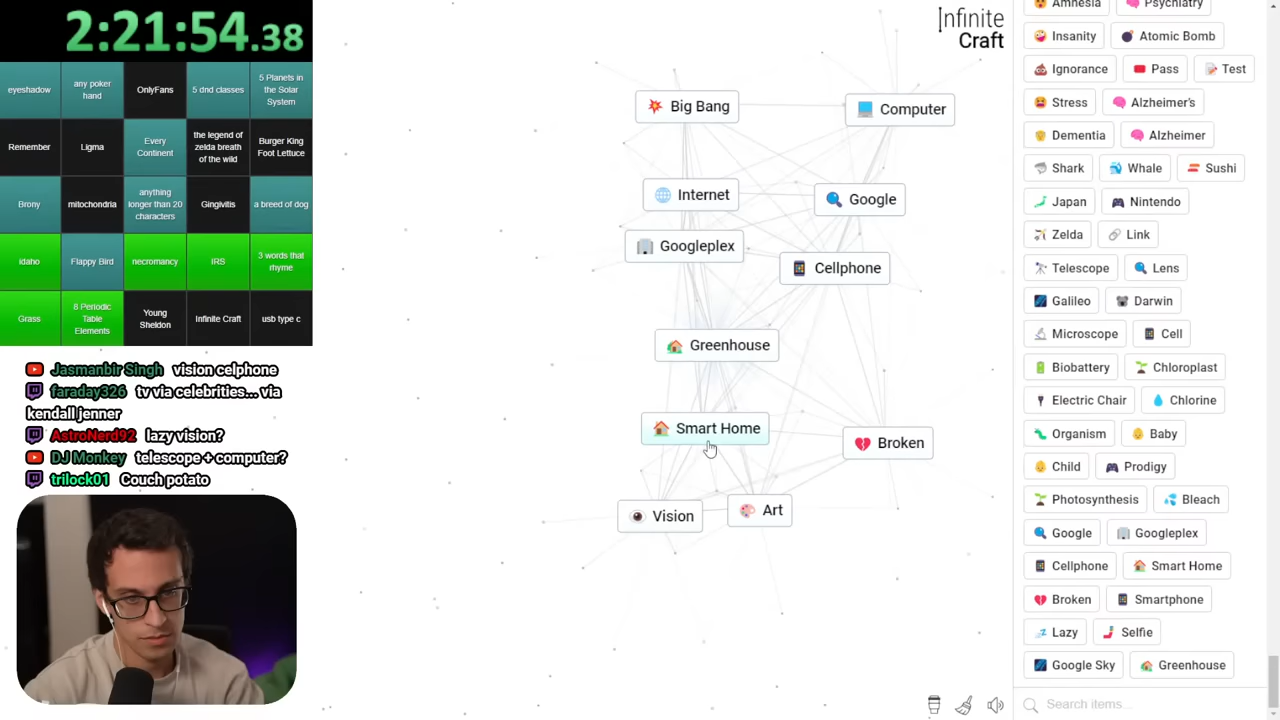 2:21:54.38
eyeshadow
any poker
hand
OnlyFans
5 dnd classes
5 Planets in
the Solar
System
Remember
Ligma
Every
Continent
the legend of
zelda breath
of the wild
Burger King
Foot Lettuce
Brony
mitochondria
anything
longer than 20
characters
Gingivilis
a breed of dog
idaho
Flappy Bird
necromancy
IRS
3 words that
rhyme
Grass
8 Periodic
Table
Elements
Young
Sheldon
Infinite Craft
usb type c
Jasmanbir Singh vision celphone
faraday326 tv via celebrities... via
kendall jenner
AstroNerd92 lazy vision?
DJ Monkey telescope + computer?
trilock01 Couch potato
Infinite
Craft
Big Bang
Computer
Internet
Google
Googleplex
Cellphone
Greenhouse
Smart Home
Broken
Vision
Art
Amnesia
Psychiatry
Insanity
Atomic Bomb
Ignorance
Pass
Test
Stress
Alzheimer's
Dementia
Alzheimer
Shark
Whale
Sushi
Japan
Nintendo
Zelda
Link
Telescope
Lens
Galileo
Darwin
Microscope
Cell
Biobattery
Chloroplast
Electric Chair
Chlorine
Organism
Baby
Child
Prodigy
Photosynthesis
Bleach
Google
Googleplex
Cellphone
Smart Home
Broken
Smartphone
Lazy
Selfie
Google Sky
Greenhouse
Search items...